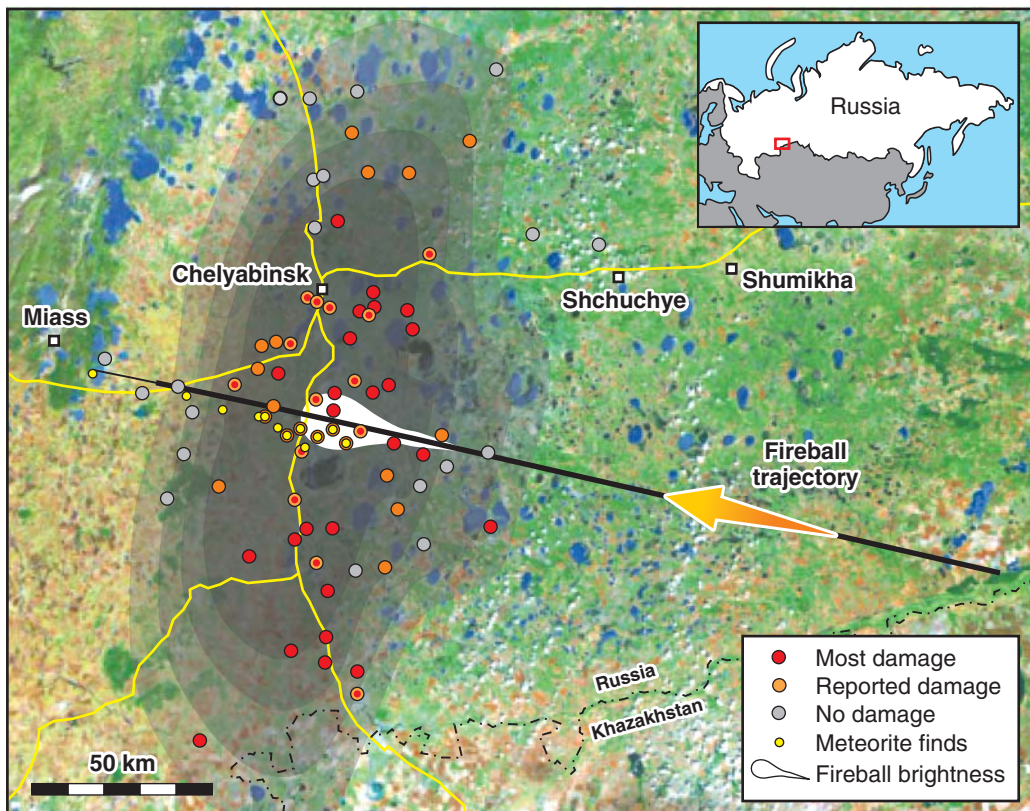 Russia
Chelyabinsk
Shchuchye
Shumikha
Miass
Fireball
trajectory
Russia
Khazakhstan
50 km
Most damage
Reported damage
No damage
Meteorite finds
Fireball brightness